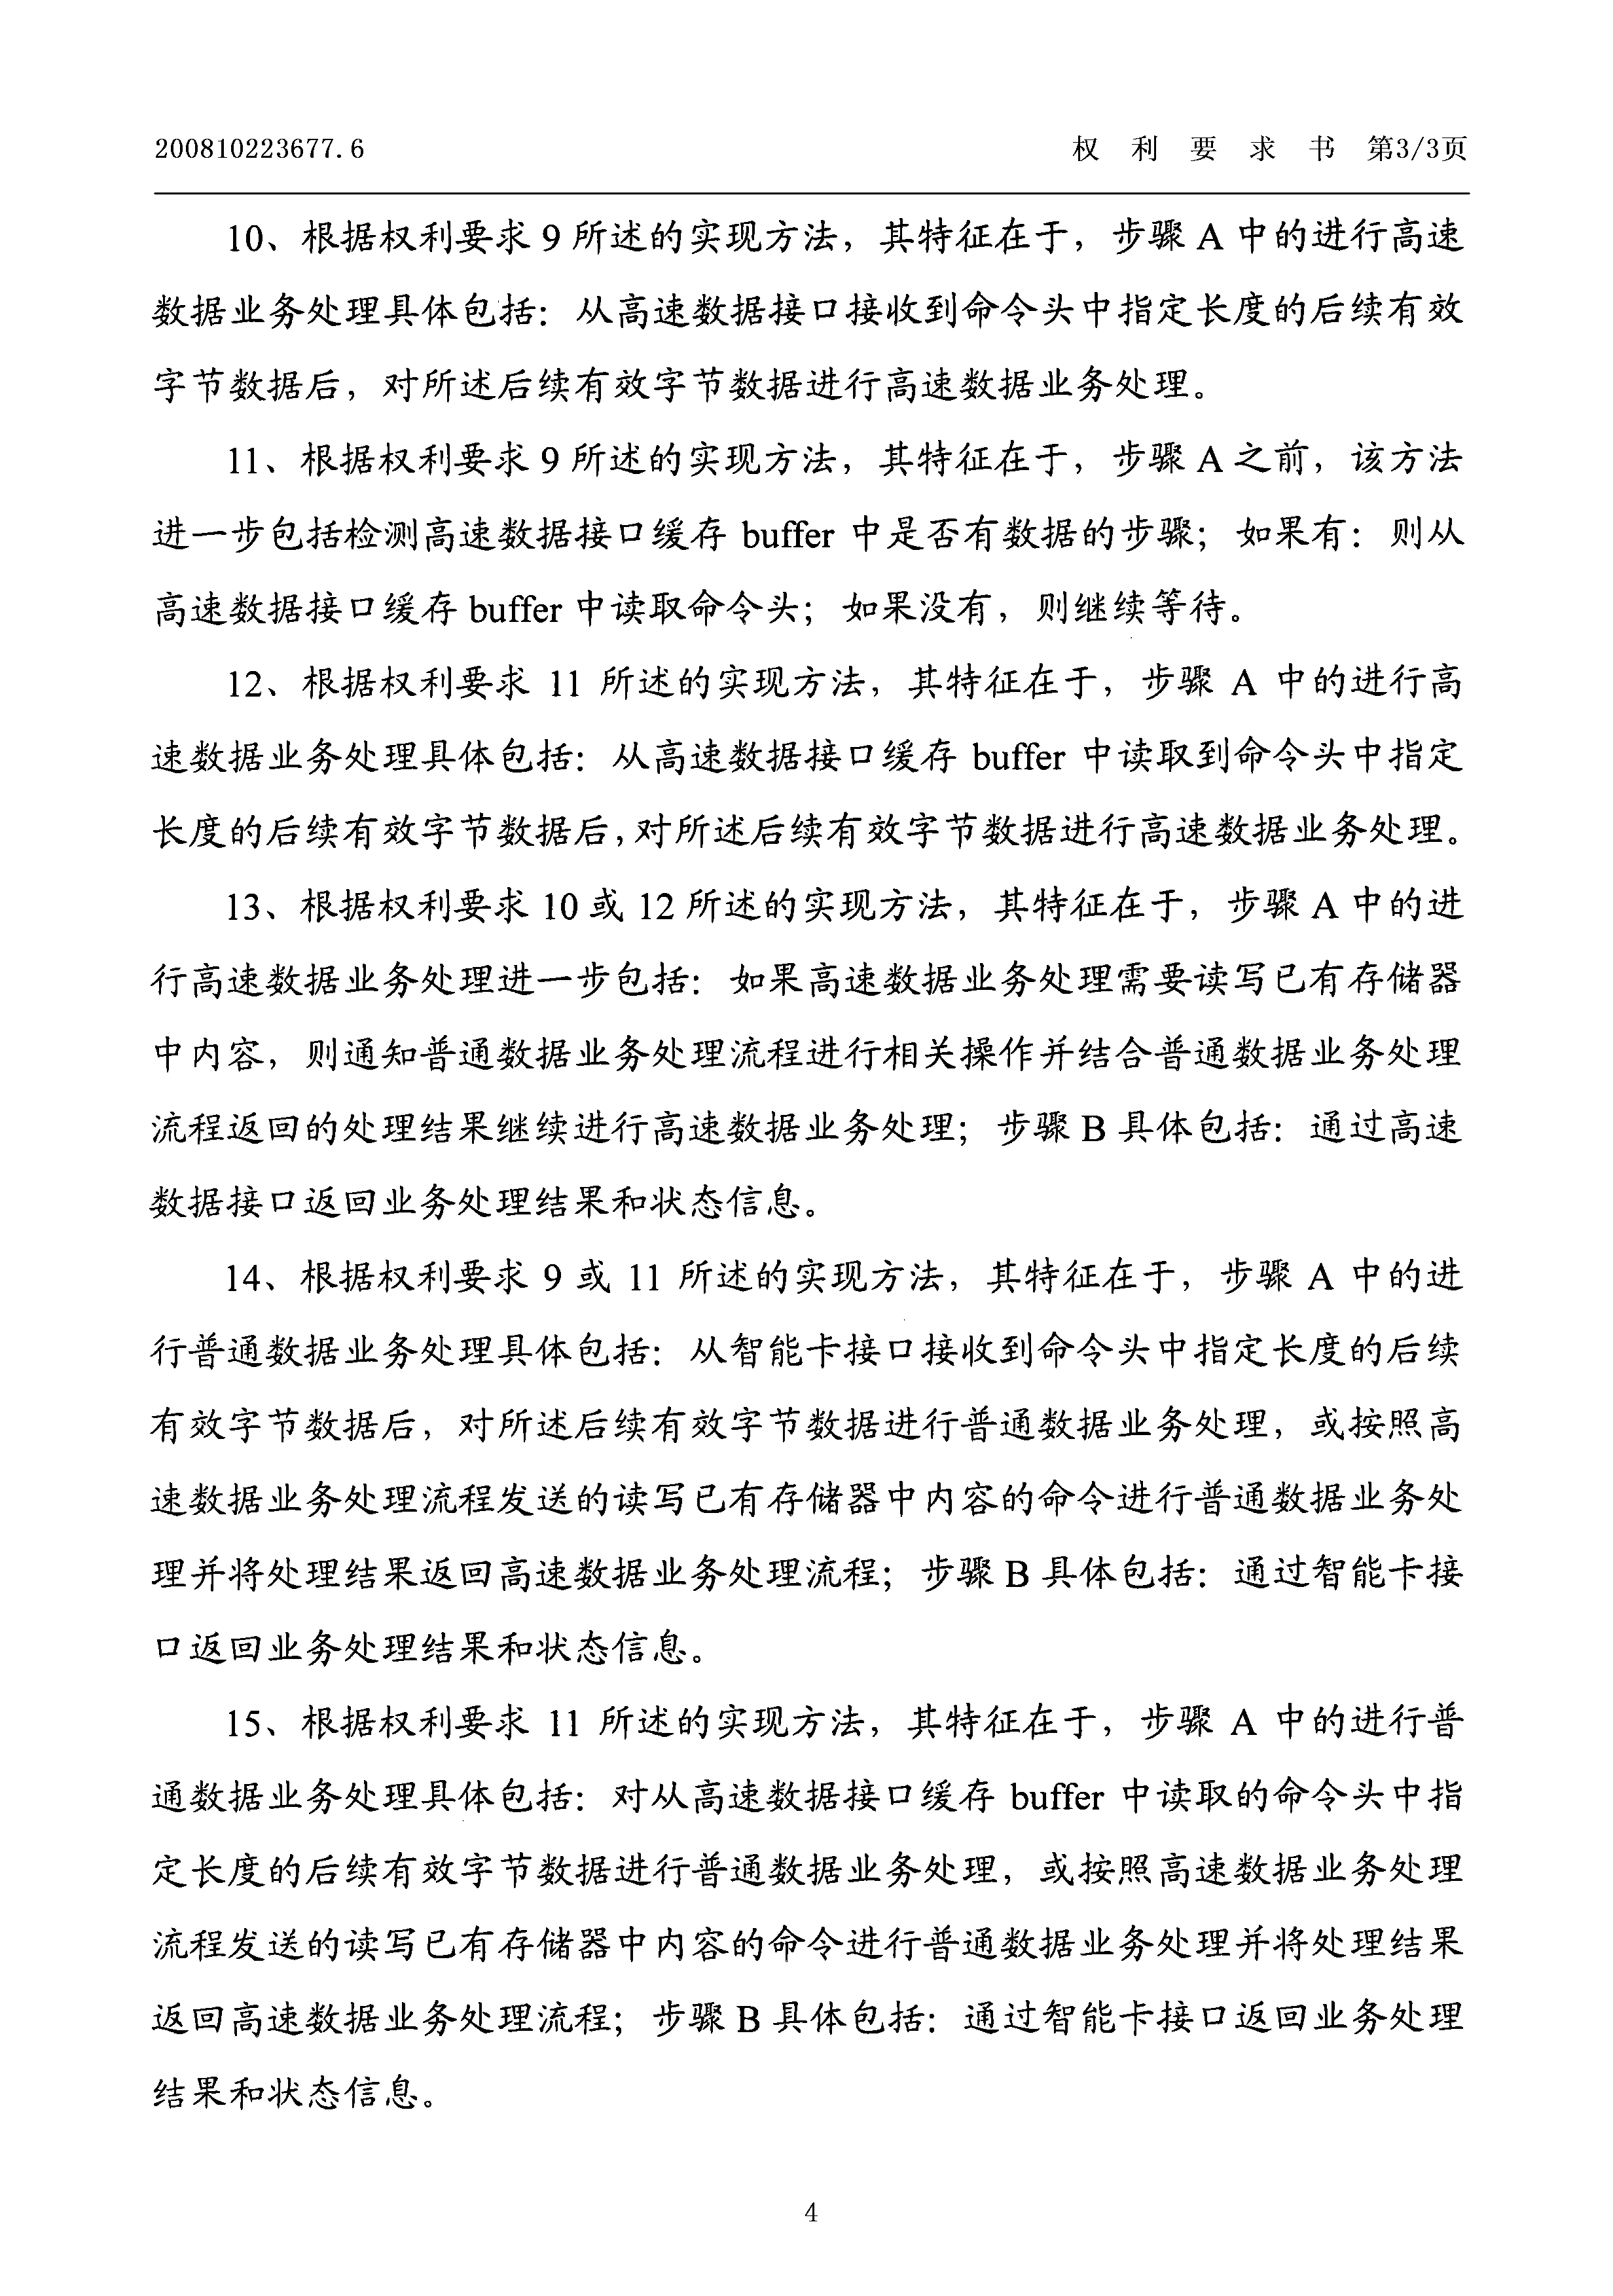 200810223677.6
权利要求书 第3/3页
10、根据权利要求 9 所述的实现方法，其特征在于，步骤 A 中的进行高速
数据业务处理具体包括：从高速数据接口接收到命令头中指定长度的后续有效
字节数据后，对所述后续有效字节数据进行高速数据业务处理。
11、根据权利要求 9 所述的实现方法，其特征在于，步骤 A 之前，该方法
进一步包括检测高速数据接口缓存 buffer 中是否有数据的步骤；如果有：则从
高速数据接口缓存 buffer 中读取命令头；如果没有，则继续等待。
12、根据权利要求 11 所述的实现方法，其特征在于，步骤 A 中的进行高
速数据业务处理具体包括：从高速数据接口缓存 buffer 中读取到命令头中指定
长度的后续有效字节数据后，对所述后续有效字节数据进行高速数据业务处理。
13、根据权利要求 10 或 12 所述的实现方法，其特征在于，步骤 A 中的进
行高速数据业务处理进一步包括：如果高速数据业务处理需要读写已有存储器
中内容，则通知普通数据业务处理流程进行相关操作并结合普通数据业务处理
流程返回的处理结果继续进行高速数据业务处理；步骤 B 具体包括：通过高速
数据接口返回业务处理结果和状态信息。
14、根据权利要求 9 或 11 所述的实现方法，其特征在于，步骤 A 中的进
行普通数据业务处理具体包括：从智能卡接口接收到命令头中指定长度的后续
有效字节数据后，对所述后续有效字节数据进行普通数据业务处理，或按照高
速数据业务处理流程发送的读写已有存储器中内容的命令进行普通数据业务处
理并将处理结果返回高速数据业务处理流程；步骤 B 具体包括：通过智能卡接
口返回业务处理结果和状态信息。
15、根据权利要求 11 所述的实现方法，其特征在于，步骤 A 中的进行普
通数据业务处理具体包括：对从高速数据接口缓存 buffer 中读取的命令头中指
定长度的后续有效字节数据进行普通数据业务处理，或按照高速数据业务处理
流程发送的读写已有存储器中内容的命令进行普通数据业务处理并将处理结果
返回高速数据业务处理流程；步骤 B 具体包括：通过智能卡接口返回业务处理
结果和状态信息。
4